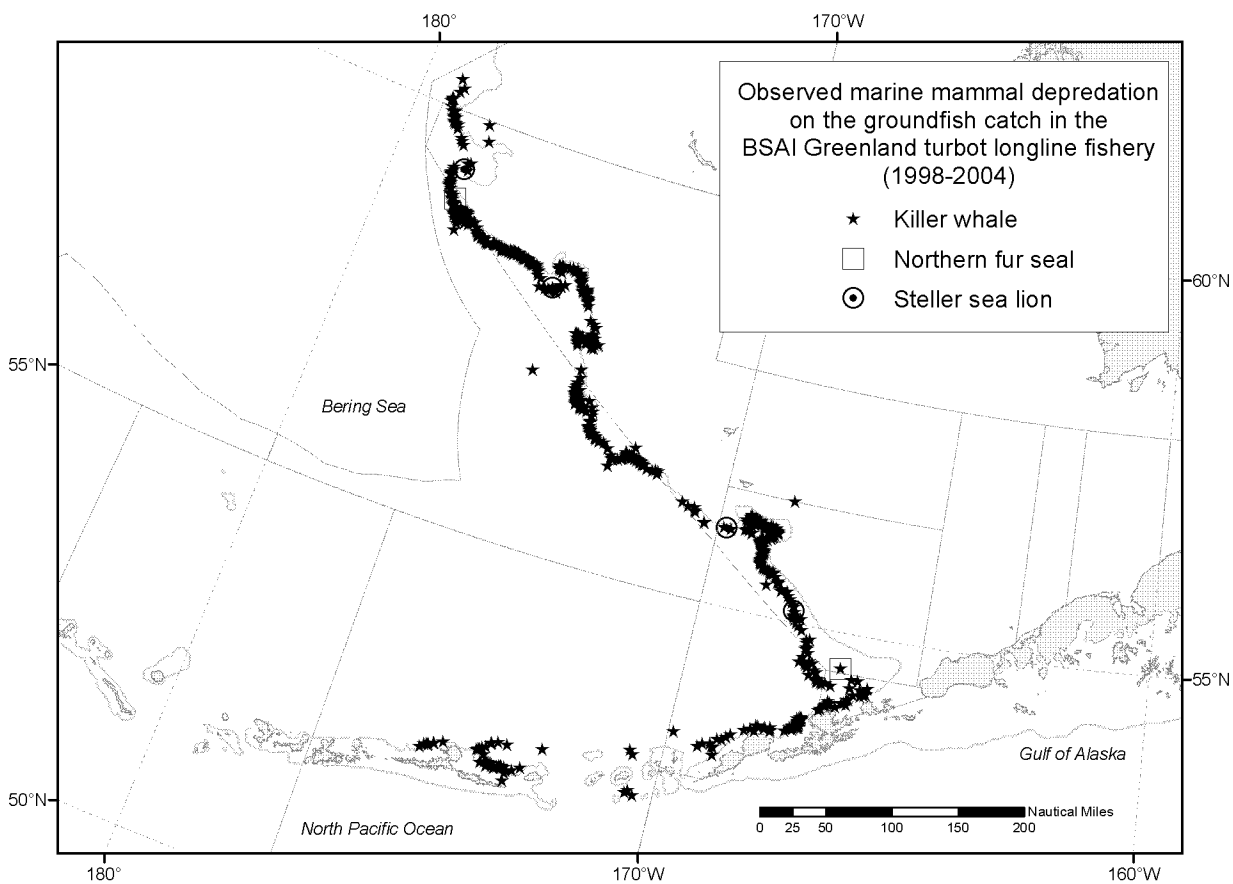 180°
170°W
Observed marine mammal depredation
on the groundfish catch in the
BSAI Greenland turbot longline fishery
(1998-2004)
Killer whale
Northern fur seal
Steller sea lion
60°N
55°N
Bering Sea
55°N
Gulf of Alaska
50°N
North Pacific Ocean
Nautical Miles
0 25 50 100 150 200
180°
170°W
160°W